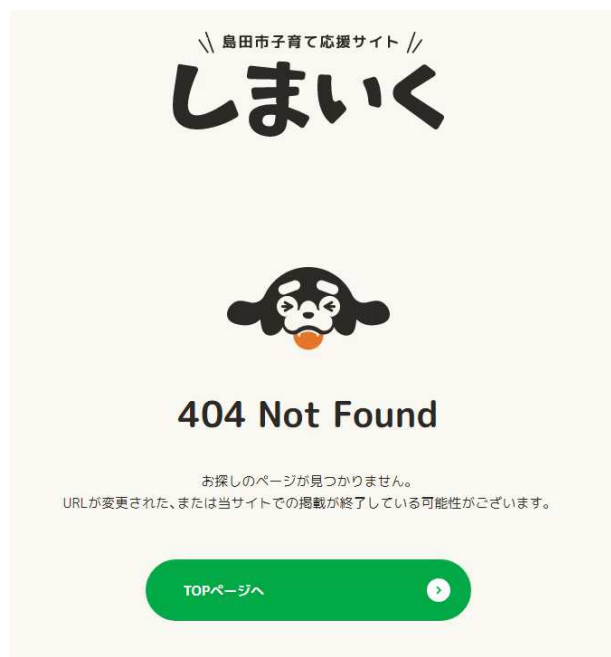 島田市子育て応援サイト
しまいく
404 Not Found
お探しのページが見つかりません。
URLが変更された、または当サイトでの掲載が終了している可能性がございます。
TOPページへ